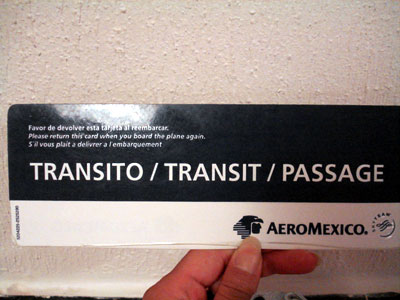 Favor de devolver esta tarjeta al reembarcar.
Please return this card when you board the plane again.
S'il vous plait a delivrer a l'embarquement
TRANSITO / TRANSIT / PASSAGE
AEROMEXICO.
SKYTEAM